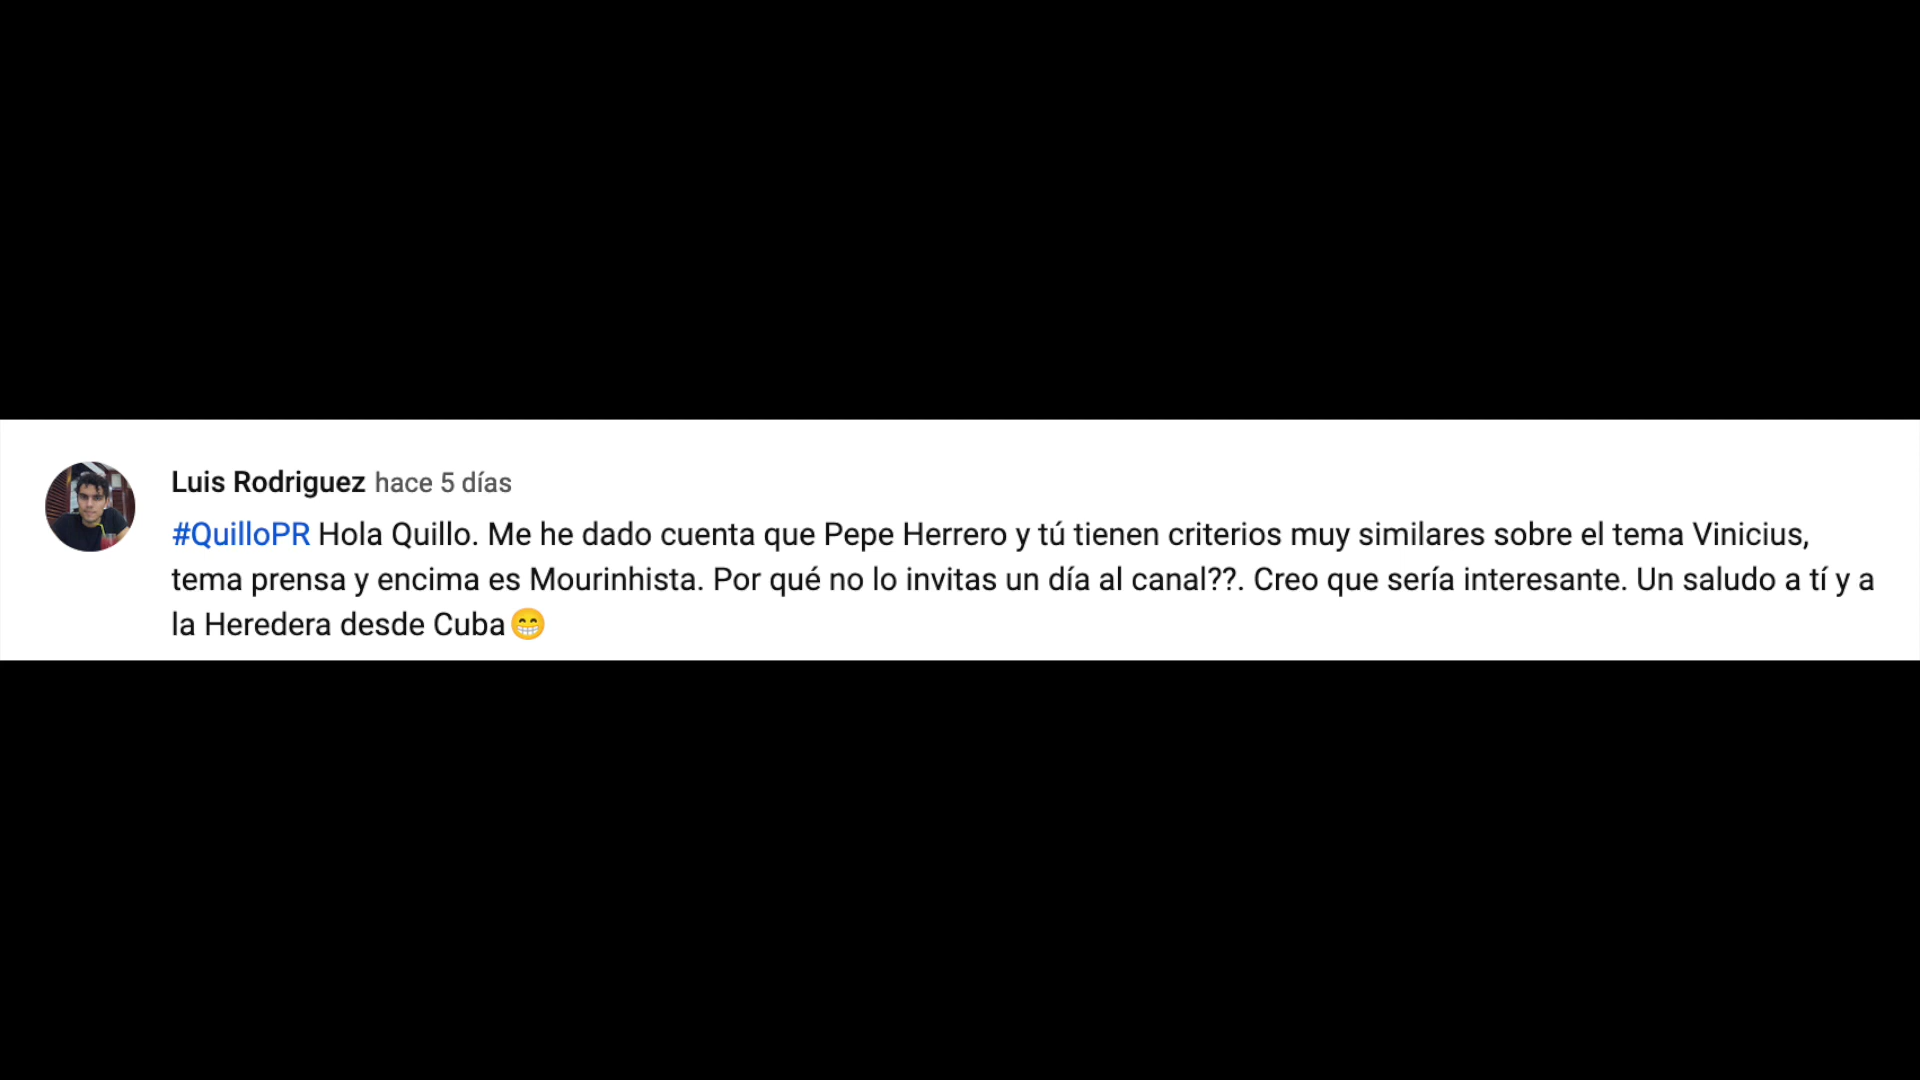 Luis Rodriguez hace 5 días
#QuilloPR Hola Quillo. Me he dado cuenta que Pepe Herrero y tú tienen criterios muy similares sobre el tema Vinicius,
tema prensa y encima es Mourinhista. Por qué no lo invitas un día al canal??. Creo que sería interesante. Un saludo a tí y a
la Heredera desde Cuba😁